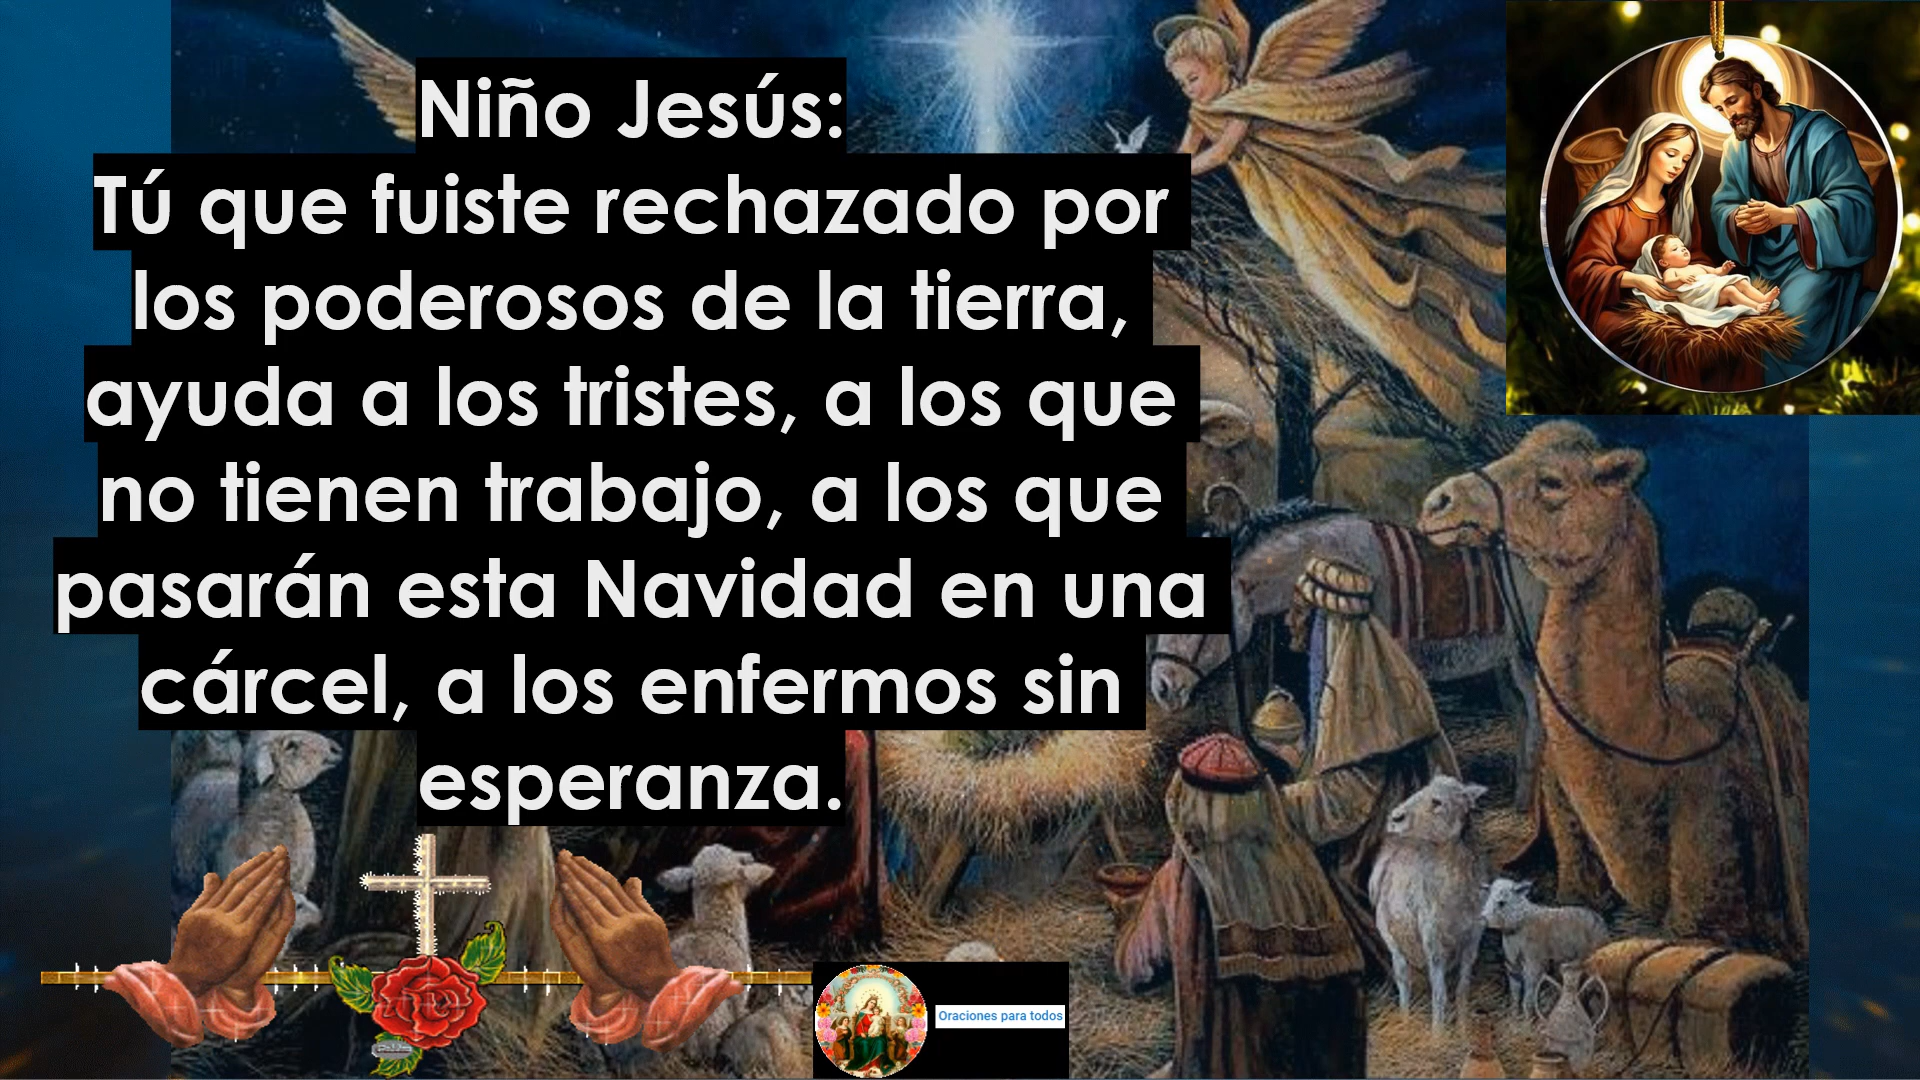 Niño Jesús:
Tú que fuiste rechazado por
los poderosos de la tierra,
ayuda a los tristes, a los que
no tienen trabajo, a los que
pasarán esta Navidad en una
cárcel, a los enfermos sin
esperanza.
Oraciones para todos